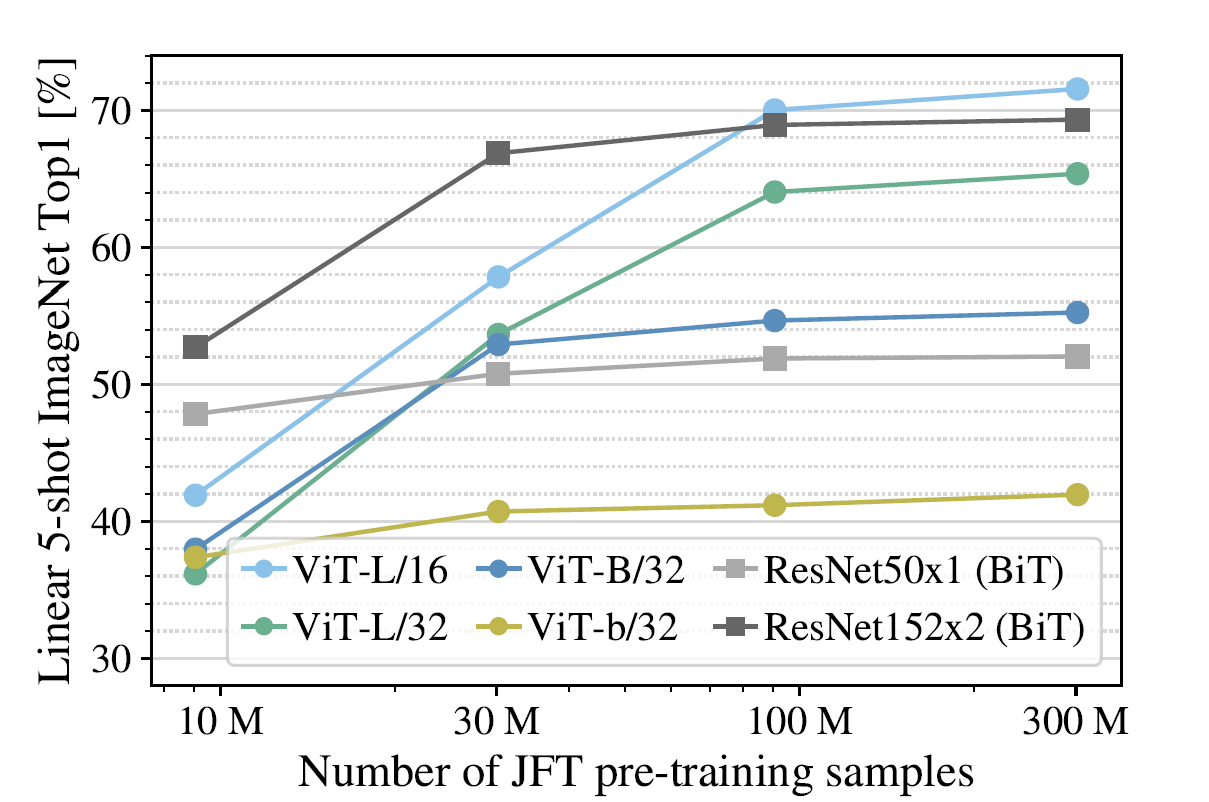 Linear 5-shot ImageNet Top1 [%]
70
60
50
40
30
ViT-L/16 ViT-B/32 ResNet50x1 (BiT)
ViT-L/32 ViT-b/32 ResNet152x2 (BiT)
10 M 30 M 100 M 300 M
Number of JFT pre-training samples